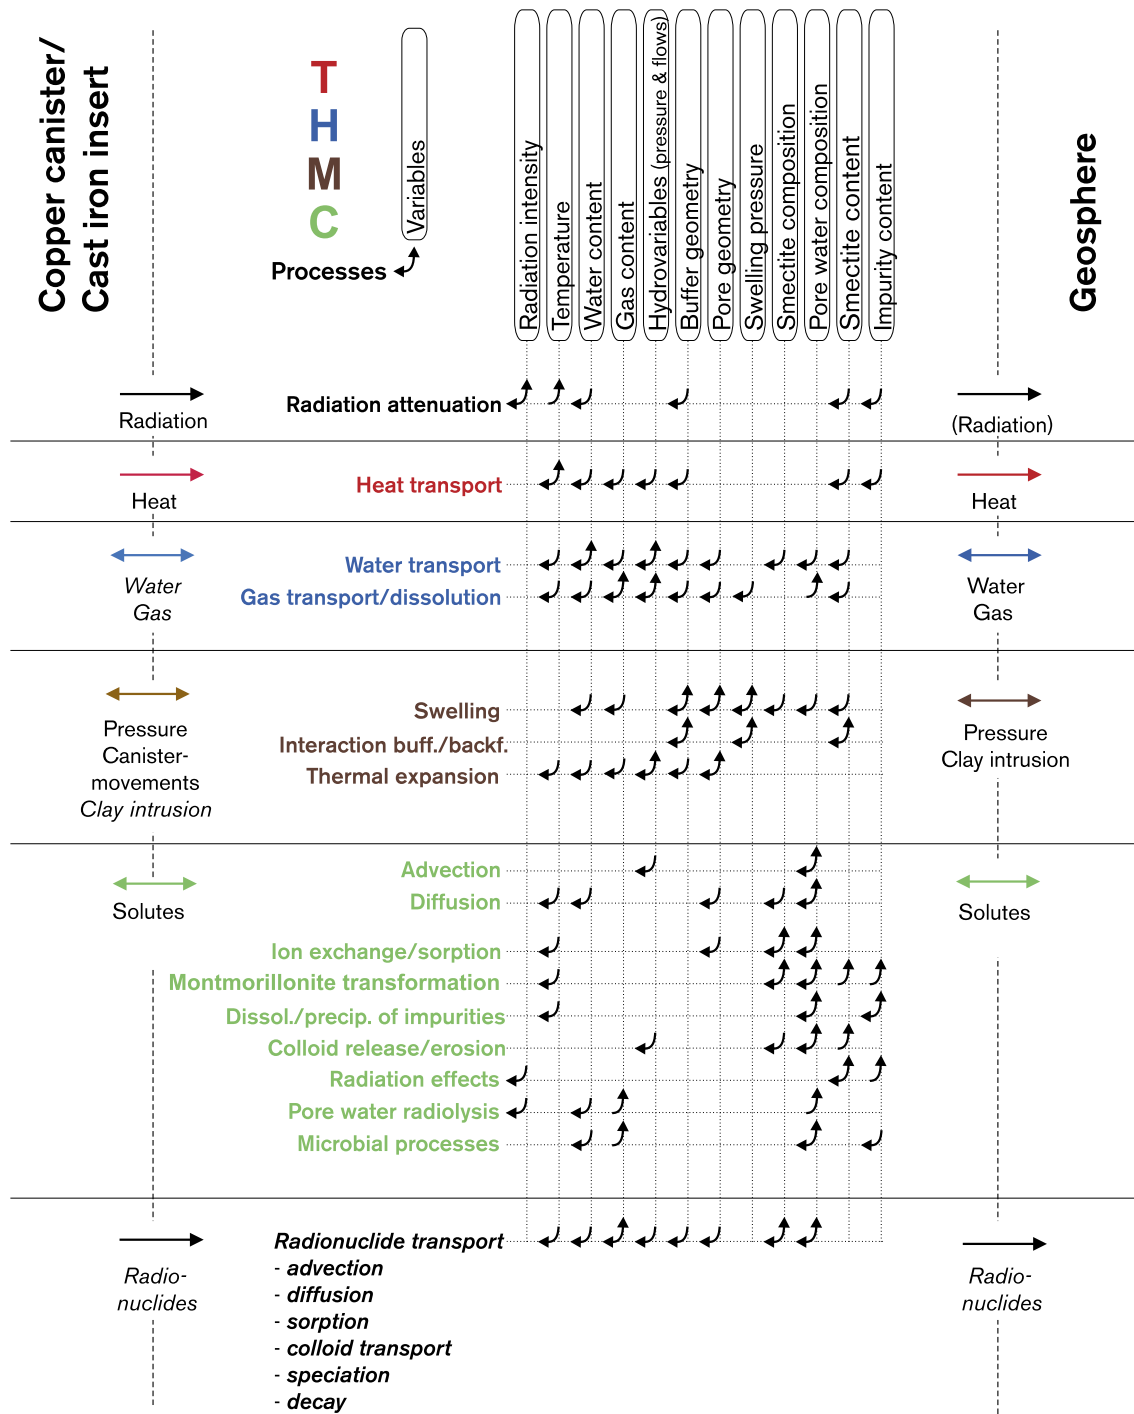 Copper canister/
Cast iron insert
T
H
M
C
Processes
Variables
Radiation intensity
Temperature
Water content
Gas content
Hydrovariables (pressure & flows)
Buffer geometry
Pore geometry
Swelling pressure
Smectite composition
Pore water composition
Smectite content
Impurity content
Geosphere
Radiation
Radiation attenuation
(Radiation)
Heat
Heat transport
Heat
Water
Gas
Water transport
Gas transport/dissolution
Water
Gas
Pressure
Canister-
movements
Clay intrusion
Swelling
Interaction buff./backf.
Thermal expansion
Pressure
Clay intrusion
Solutes
Advection
Diffusion
Ion exchange/sorption
Montmorillonite transformation
Dissol./precip. of impurities
Colloid release/erosion
Radiation effects
Pore water radiolysis
Microbial processes
Solutes
Radio-
nuclides
Radionuclide transport
- advection
- diffusion
- sorption
- colloid transport
- speciation
- decay
Radio-
nuclides